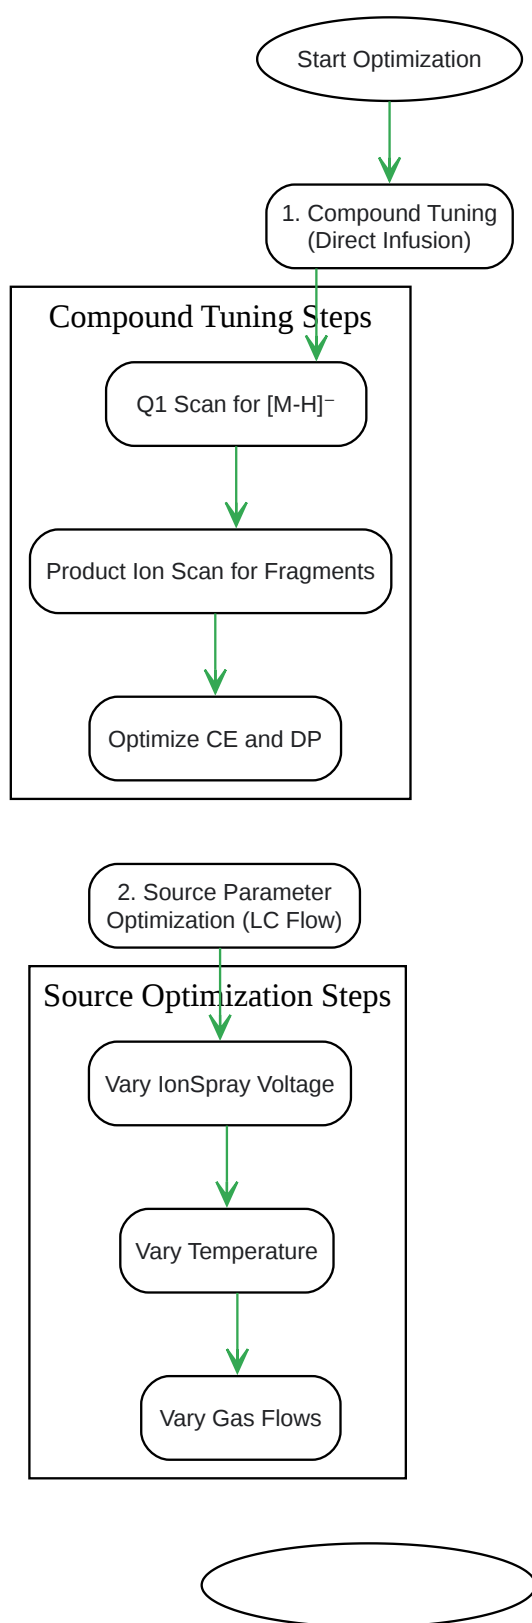 Start Optimization
1. Compound Tuning
(Direct Infusion)
Compound Tuning Steps
Q1 Scan for [M-H]⁻
Product Ion Scan for Fragments
Optimize CE and DP
2. Source Parameter
Optimization (LC Flow)
Source Optimization Steps
Vary IonSpray Voltage
Vary Temperature
Vary Gas Flows